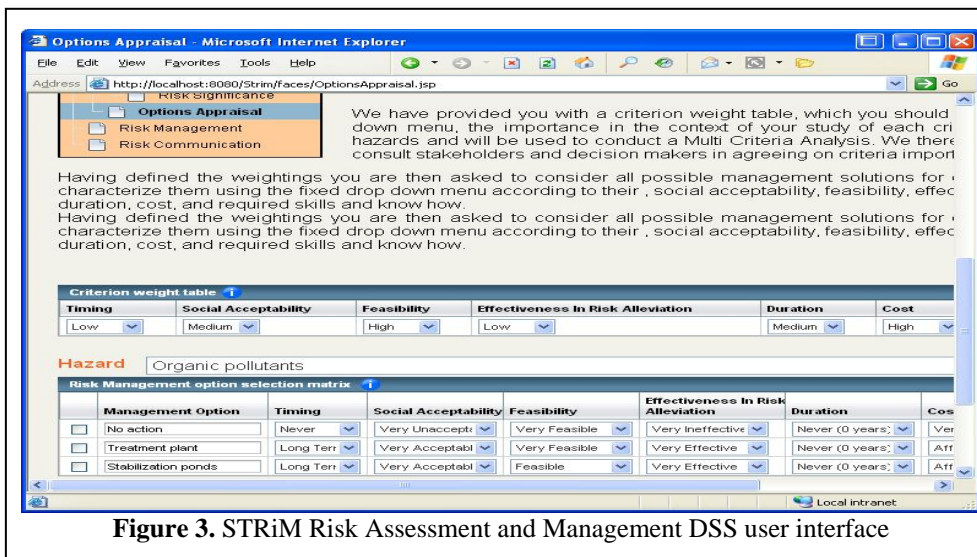 Options Appraisal - Microsoft Internet Explorer
File Edit View Favorites Tools Help
Address http://localhost:8080/Strim/faces/OptionsAppraisal.jsp Go
Risk Significance
Options Appraisal
Risk Management
Risk Communication
We have provided you with a criterion weight table, which you should
down menu, the importance in the context of your study of each cri
hazards and will be used to conduct a Multi Criteria Analysis. We there
consult stakeholders and decision makers in agreeing on criteria import
Having defined the weightings you are then asked to consider all possible management solutions for
characterize them using the fixed drop down menu according to their , social acceptability, feasibility, effec
duration, cost, and required skills and know how.
Having defined the weightings you are then asked to consider all possible management solutions for
characterize them using the fixed drop down menu according to their , social acceptability, feasibility, effec
duration, cost, and required skills and know how.
Criterion weight table i
Timing Social Acceptability Feasibility Effectiveness In Risk Alleviation Duration Cost
Low Medium High Low Medium High
Hazard Organic pollutants
Risk Management option selection matrix i
Management Option Timing Social Acceptability Feasibility Effectiveness In Risk Alleviation Duration Cos
No action Never Very Unaccepta Very Feasible Very Ineffective Never (0 years) Ver
Treatment plant Long Terr Very Acceptabl Very Feasible Very Effective Never (0 years) Aff
Stabilization ponds Long Terr Very Acceptabl Feasible Very Effective Never (0 years) Aff
Local intranet
Figure 3. STRiM Risk Assessment and Management DSS user interface